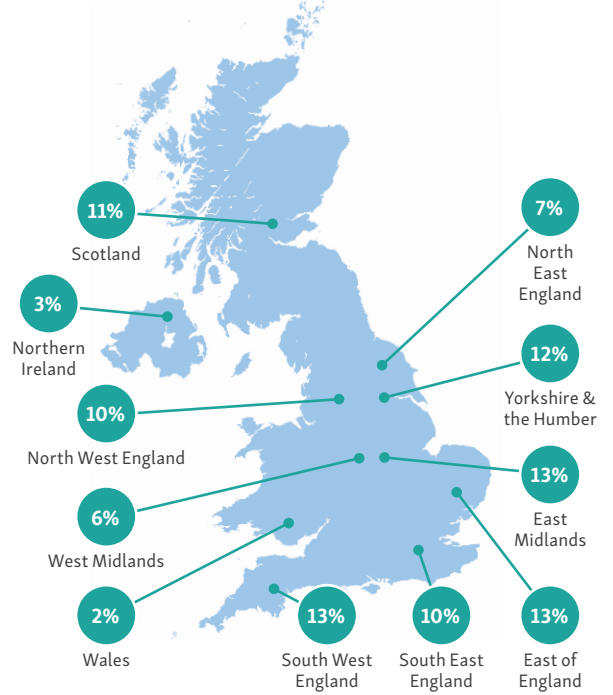 11%
Scotland
7%
North
East
England
3%
Northern
Ireland
12%
Yorkshire &
the Humber
10%
North West England
13%
East
Midlands
6%
West Midlands
2%
Wales
13%
South West
England
10%
South East
England
13%
East of
England